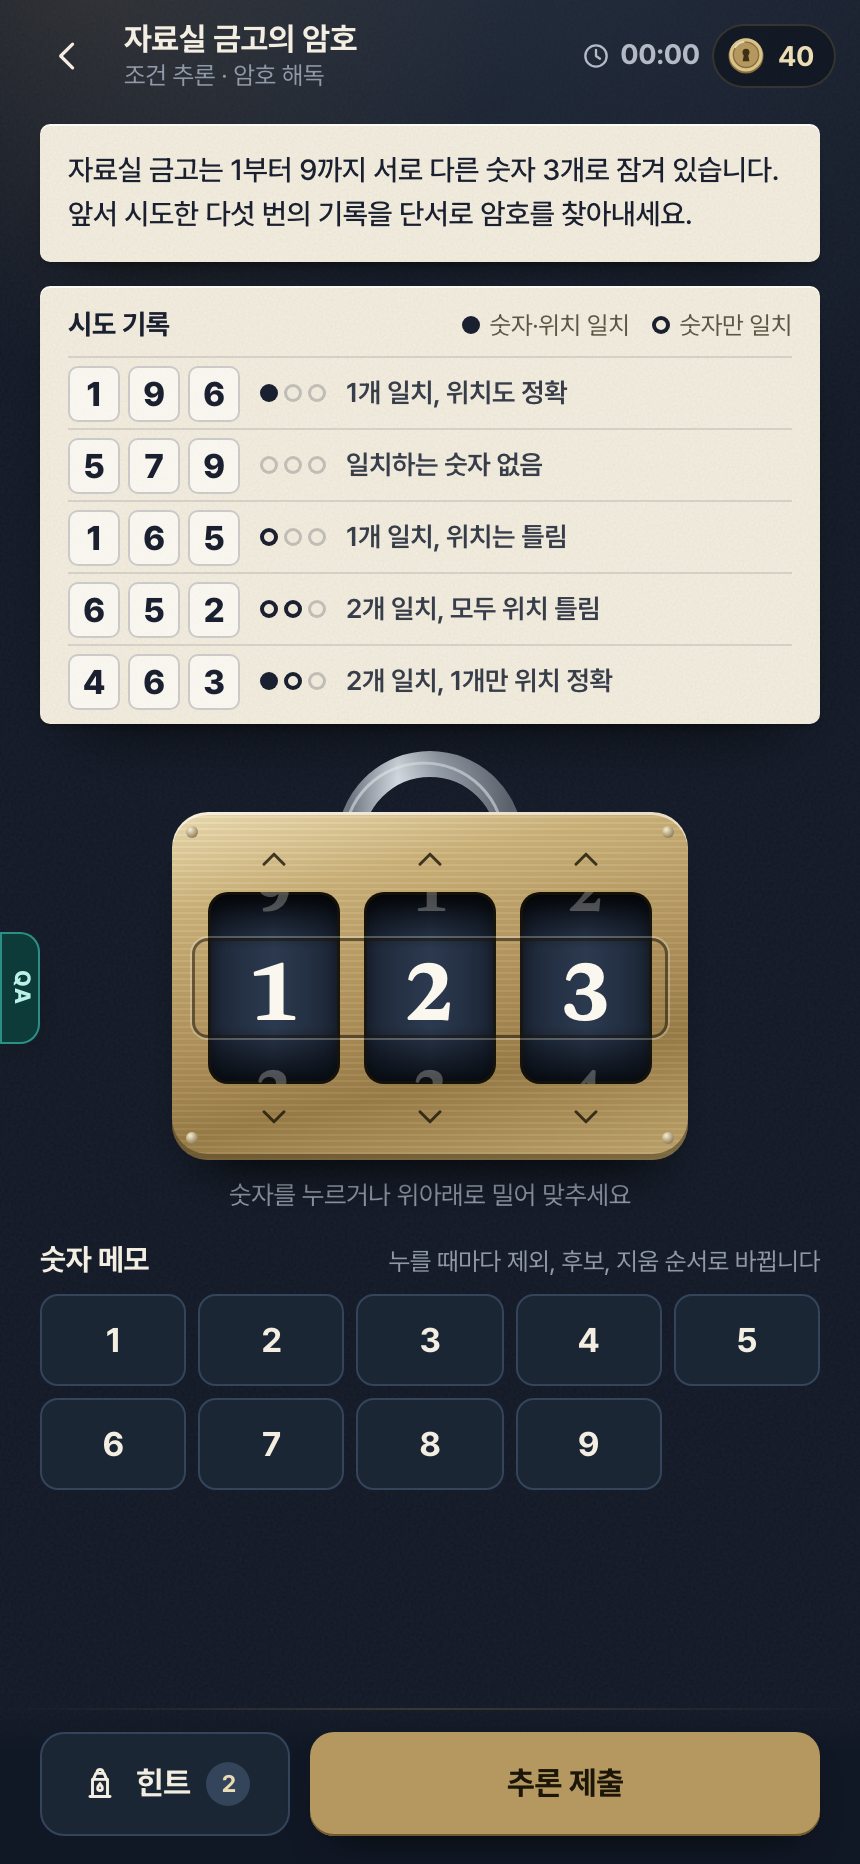 자료실 금고의 암호
조건 추론 · 암호 해독
00:00
40
자료실 금고는 1부터 9까지 서로 다른 숫자 3개로 잠겨 있습니다.
앞서 시도한 다섯 번의 기록을 단서로 암호를 찾아내세요.
시도 기록 숫자·위치 일치 숫자만 일치
1 9 6 1개 일치, 위치도 정확
5 7 9 일치하는 숫자 없음
1 6 5 1개 일치, 위치는 틀림
6 5 2 2개 일치, 모두 위치 틀림
4 6 3 2개 일치, 1개만 위치 정확
9 1 2
1 2 3
2 3 4
QA
숫자를 누르거나 위아래로 밀어 맞추세요
숫자 메모 누를 때마다 제외, 후보, 지움 순서로 바뀝니다
1 2 3 4 5
6 7 8 9
힌트 2 추론 제출